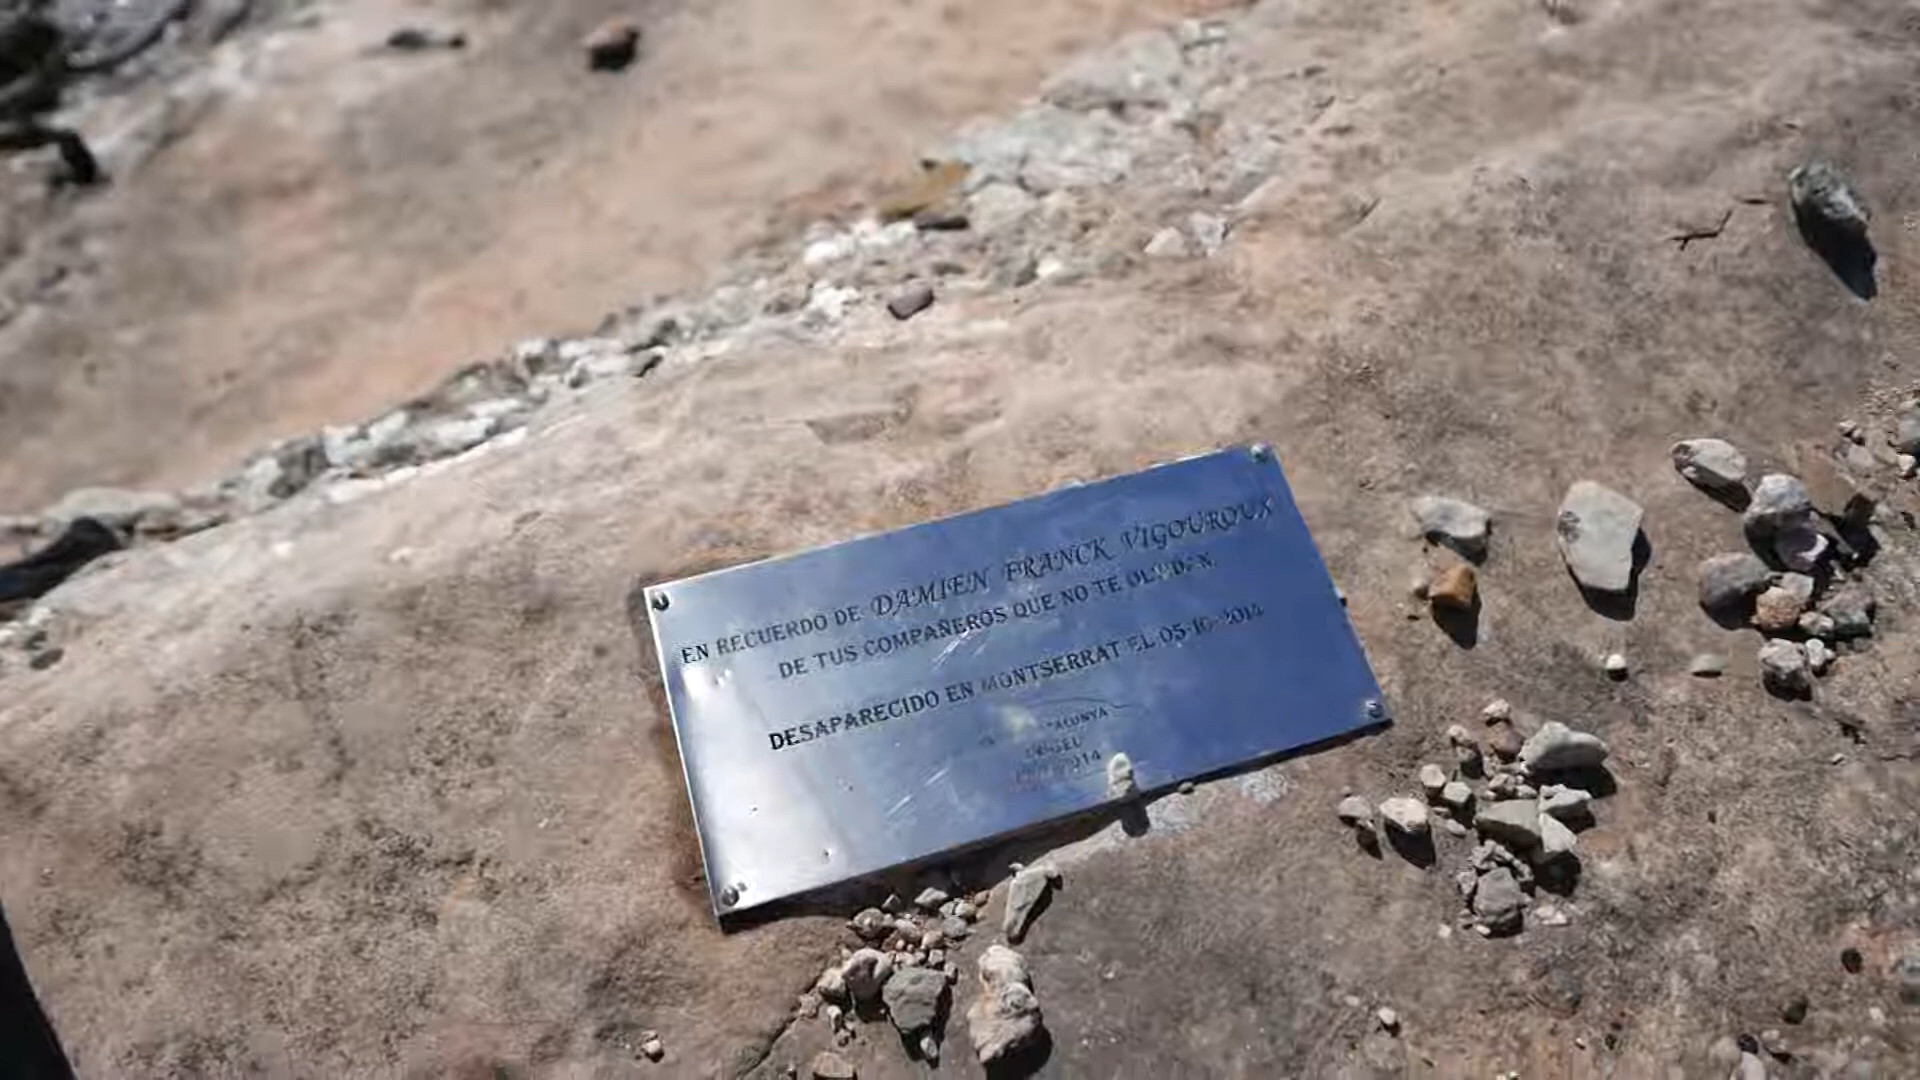 EN RECUERDO DE DAMIEN FRANCK VIGOUROUX
DE TUS COMPAÑEROS QUE NO TE OLVIDAN.
DESAPARECIDO EN MONTSERRAT EL 05-10-2014